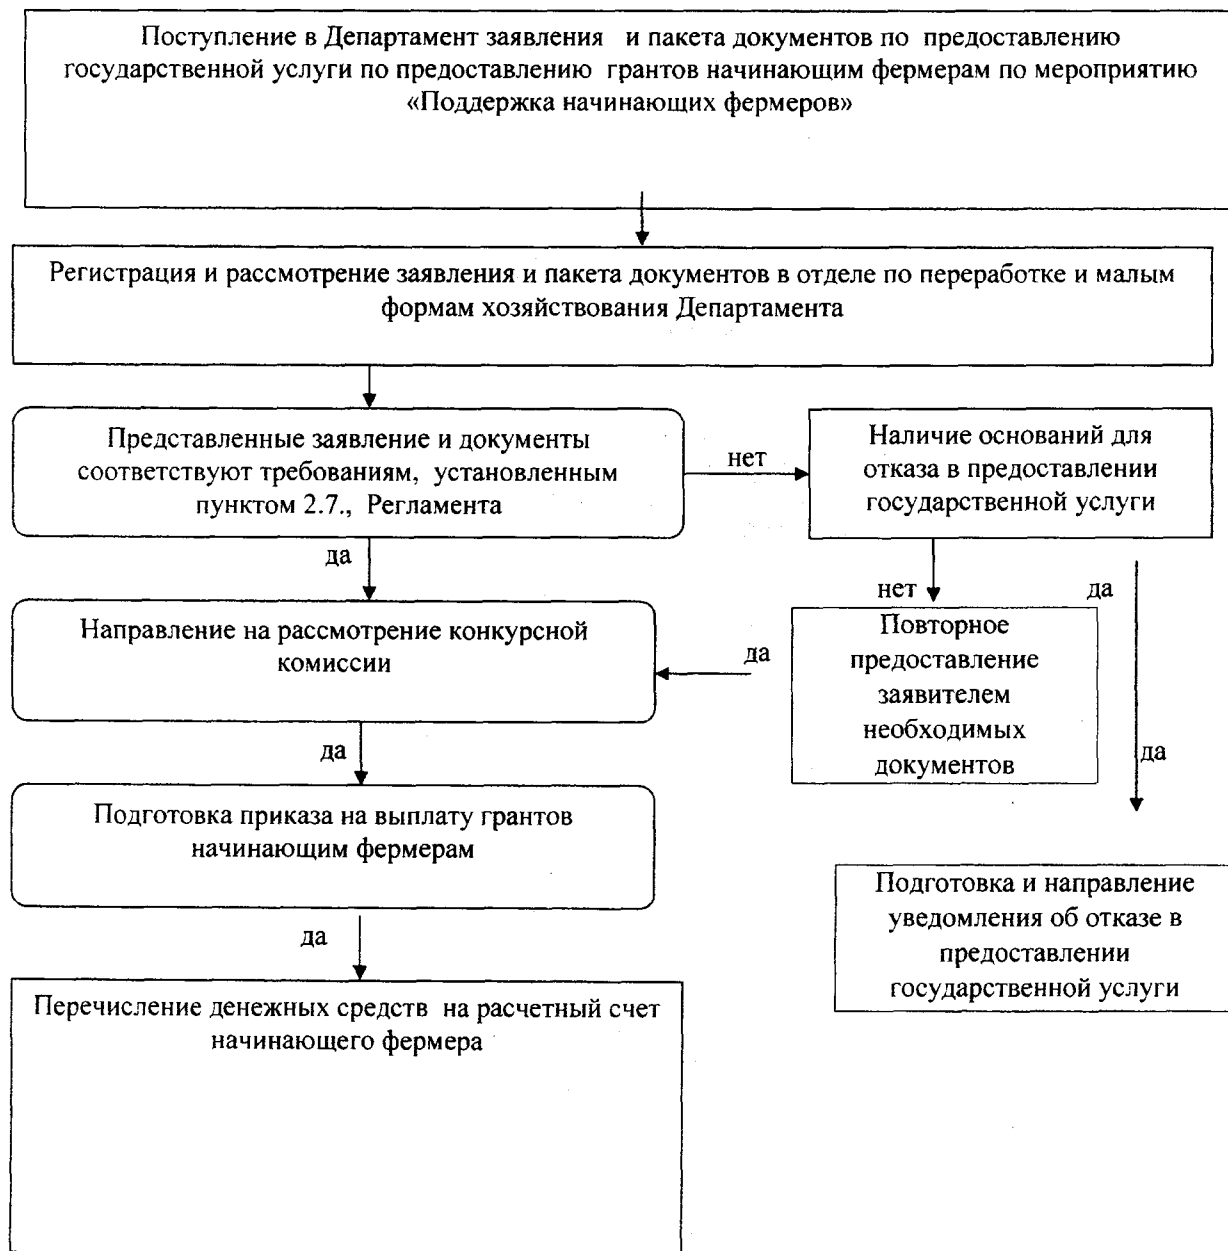 Поступление в Департамент заявления и пакета документов по предоставлению
государственной услуги по предоставлению грантов начинающим фермерам по мероприятию
«Поддержка начинающих фермеров»
Регистрация и рассмотрение заявления и пакета документов в отделе по переработке и малым
формам хозяйствования Департамента
Представленные заявление и документы
соответствуют требованиям, установленным
пунктом 2.7., Регламента
нет
Наличие оснований для
отказа в предоставлении
государственной услуги
да
нет
да
Направление на рассмотрение конкурсной
комиссии
да
Повторное
предоставление
заявителем
необходимых
документов
да
да
Подготовка приказа на выплату грантов
начинающим фермерам
Подготовка и направление
уведомления об отказе в
предоставлении
государственной услуги
да
Перечисление денежных средств на расчетный счет
начинающего фермера